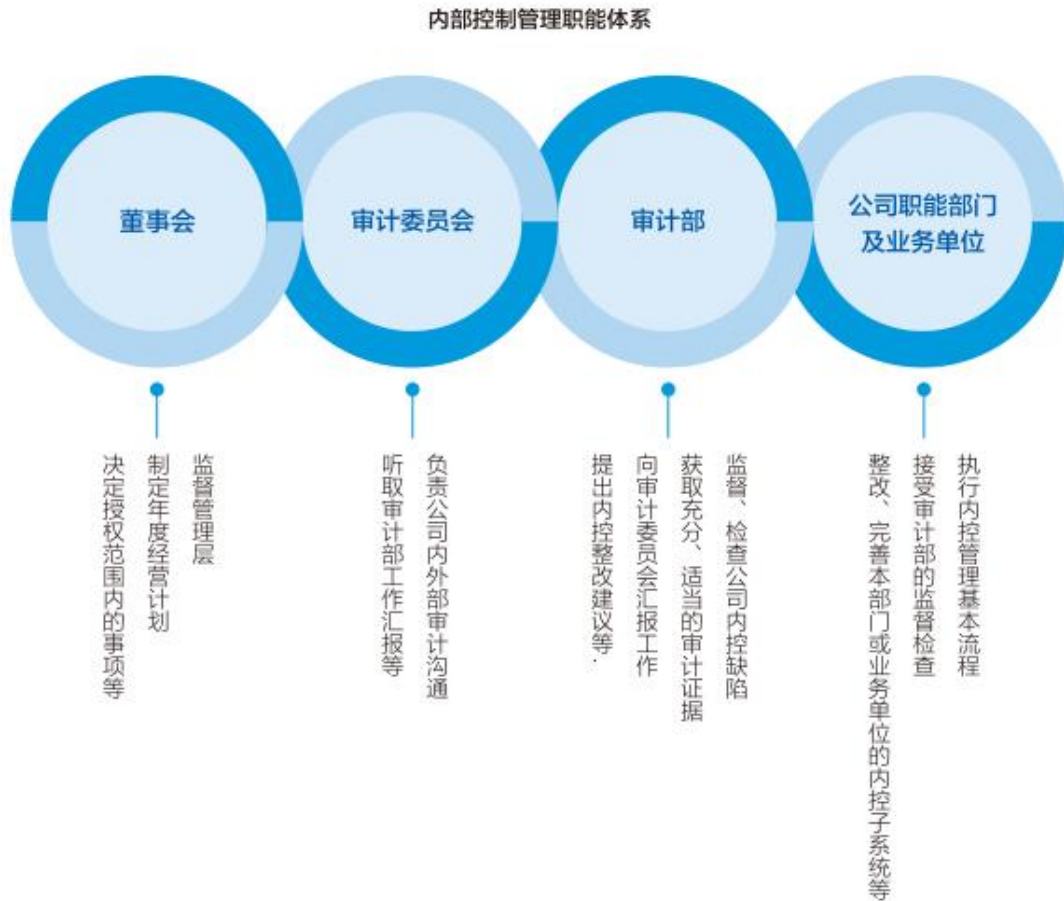 内部控制管理职能体系
董事会
审计委员会
审计部
公司职能部门
及业务单位
监督管理层
制定年度经营计划
决定授权范围内的事项等
负责公司内外部审计沟通
听取审计部工作汇报等
监督、检查公司内控缺陷
获取充分、适当的审计证据
向审计委员会汇报工作
提出内控整改建议等.
执行内控管理基本流程
接受审计部的监督检查
整改、完善本部门或业务单位的内控子系统等